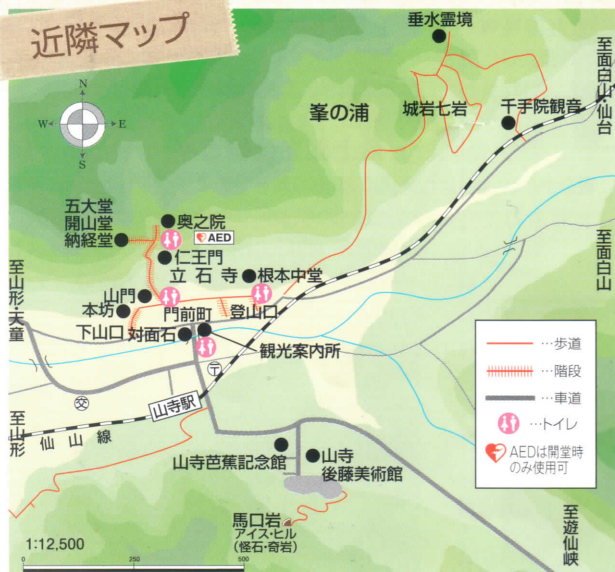 近隣マップ
N
W
E
S
垂水霊境
峯の浦
城岩七岩
千手院観音
至面白山・仙台
五大堂
開山堂
納経堂
奥之院
AED
仁王門
立石寺
根本中堂
山門
本坊
門前町
登山口
下山口
対面石
観光案内所
至山形・天童
至面白山
〒
交
山寺駅
至山形
仙山線
山寺芭蕉記念館
山寺
後藤美術館
馬口岩
アイス・ヒル
(怪石・奇岩)
至遊仙峡
…歩道
…階段
…車道
…トイレ
AEDは開堂時
のみ使用可
1:12,500
0
250
500